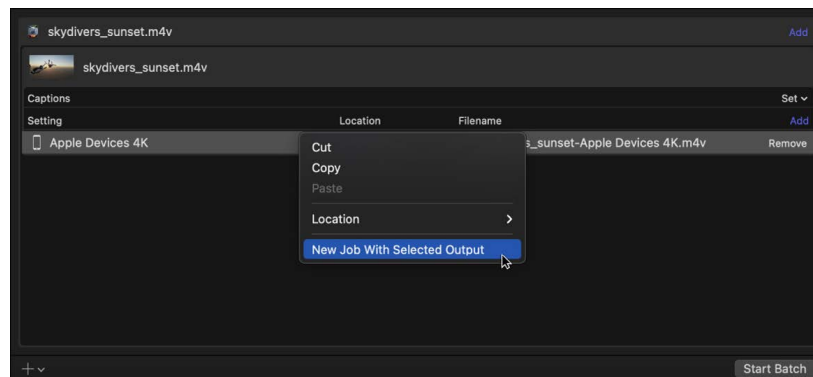 skydivers_sunset.m4v Add
skydivers_sunset.m4v
Captions Set
Setting Location Filename Add
Apple Devices 4K s_sunset-Apple Devices 4K.m4v Remove
Cut
Copy
Paste
Location
New Job With Selected Output
Start Batch